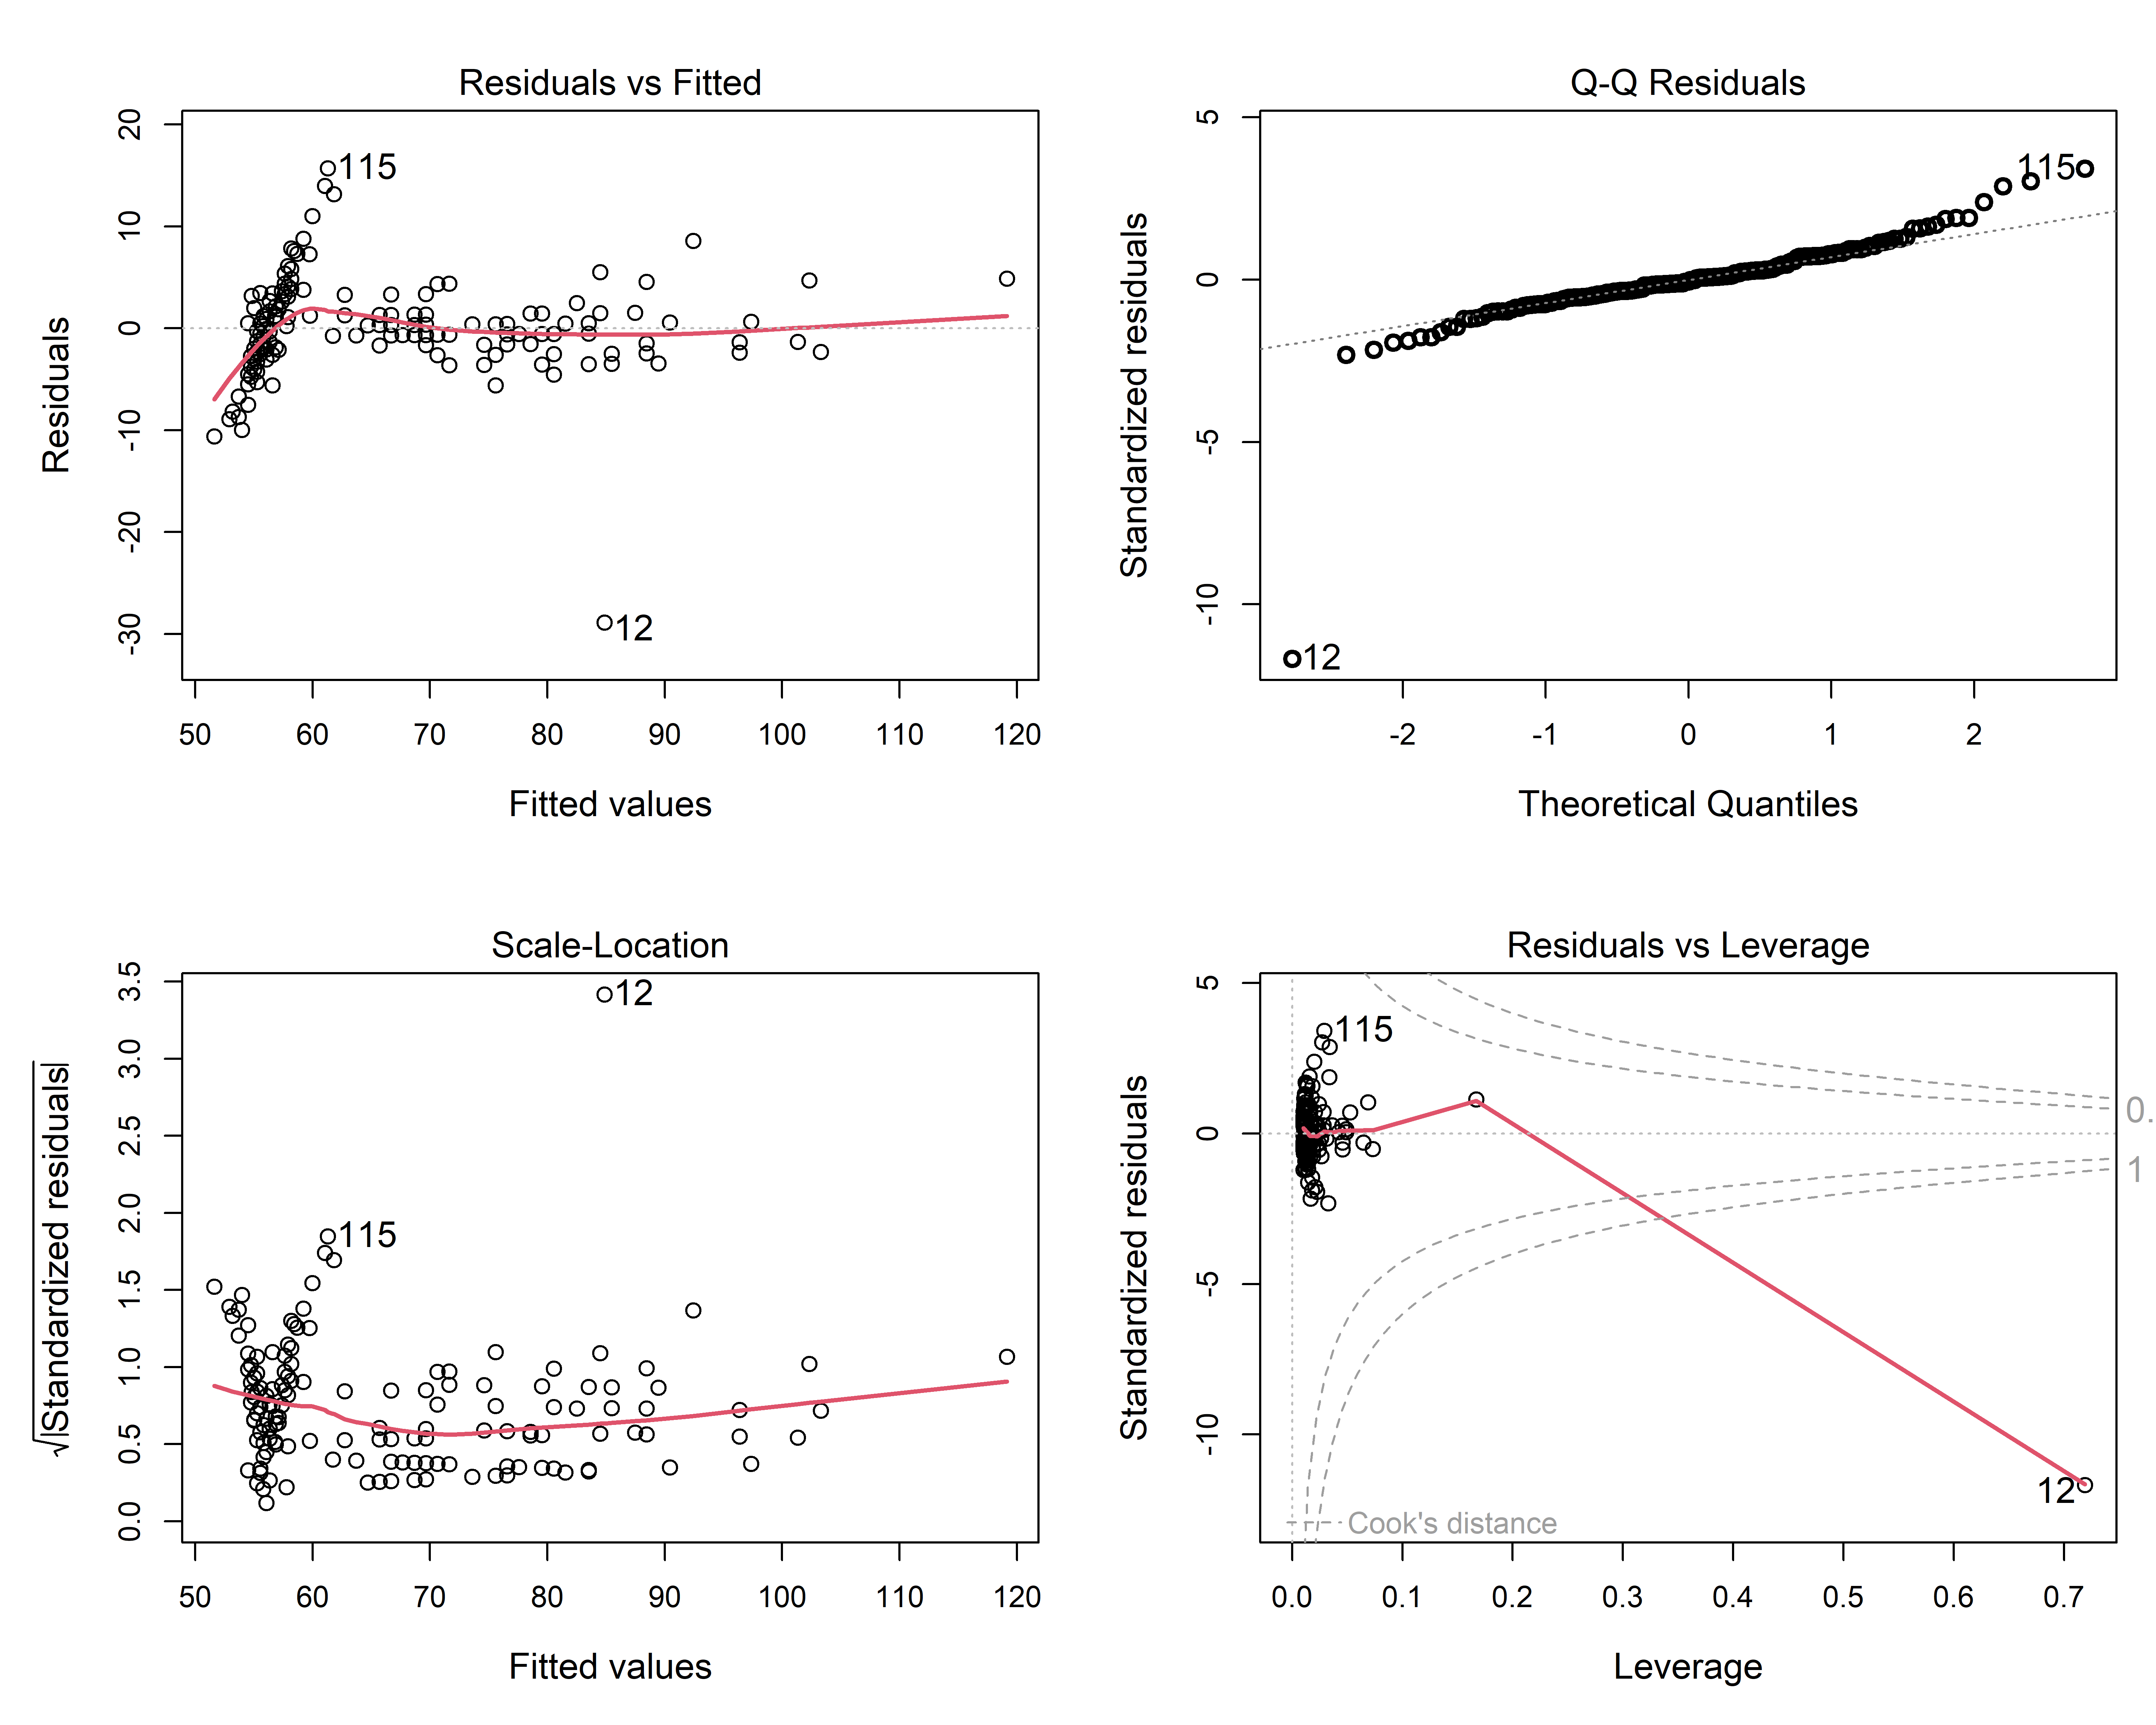 Residuals vs Fitted
Residuals
20
10
0
-10
-20
-30
115
12
50 60 70 80 90 100 110 120
Fitted values
Q-Q Residuals
Standardized residuals
5
0
-5
-10
115
12
-2 -1 0 1 2
Theoretical Quantiles
Scale-Location
√|Standardized residuals|
3.5
3.0
2.5
2.0
1.5
1.0
0.5
0.0
12
115
50 60 70 80 90 100 110 120
Fitted values
Residuals vs Leverage
Standardized residuals
5
0
-5
-10
115
12
0.
1
Cook's distance
0.0 0.1 0.2 0.3 0.4 0.5 0.6 0.7
Leverage